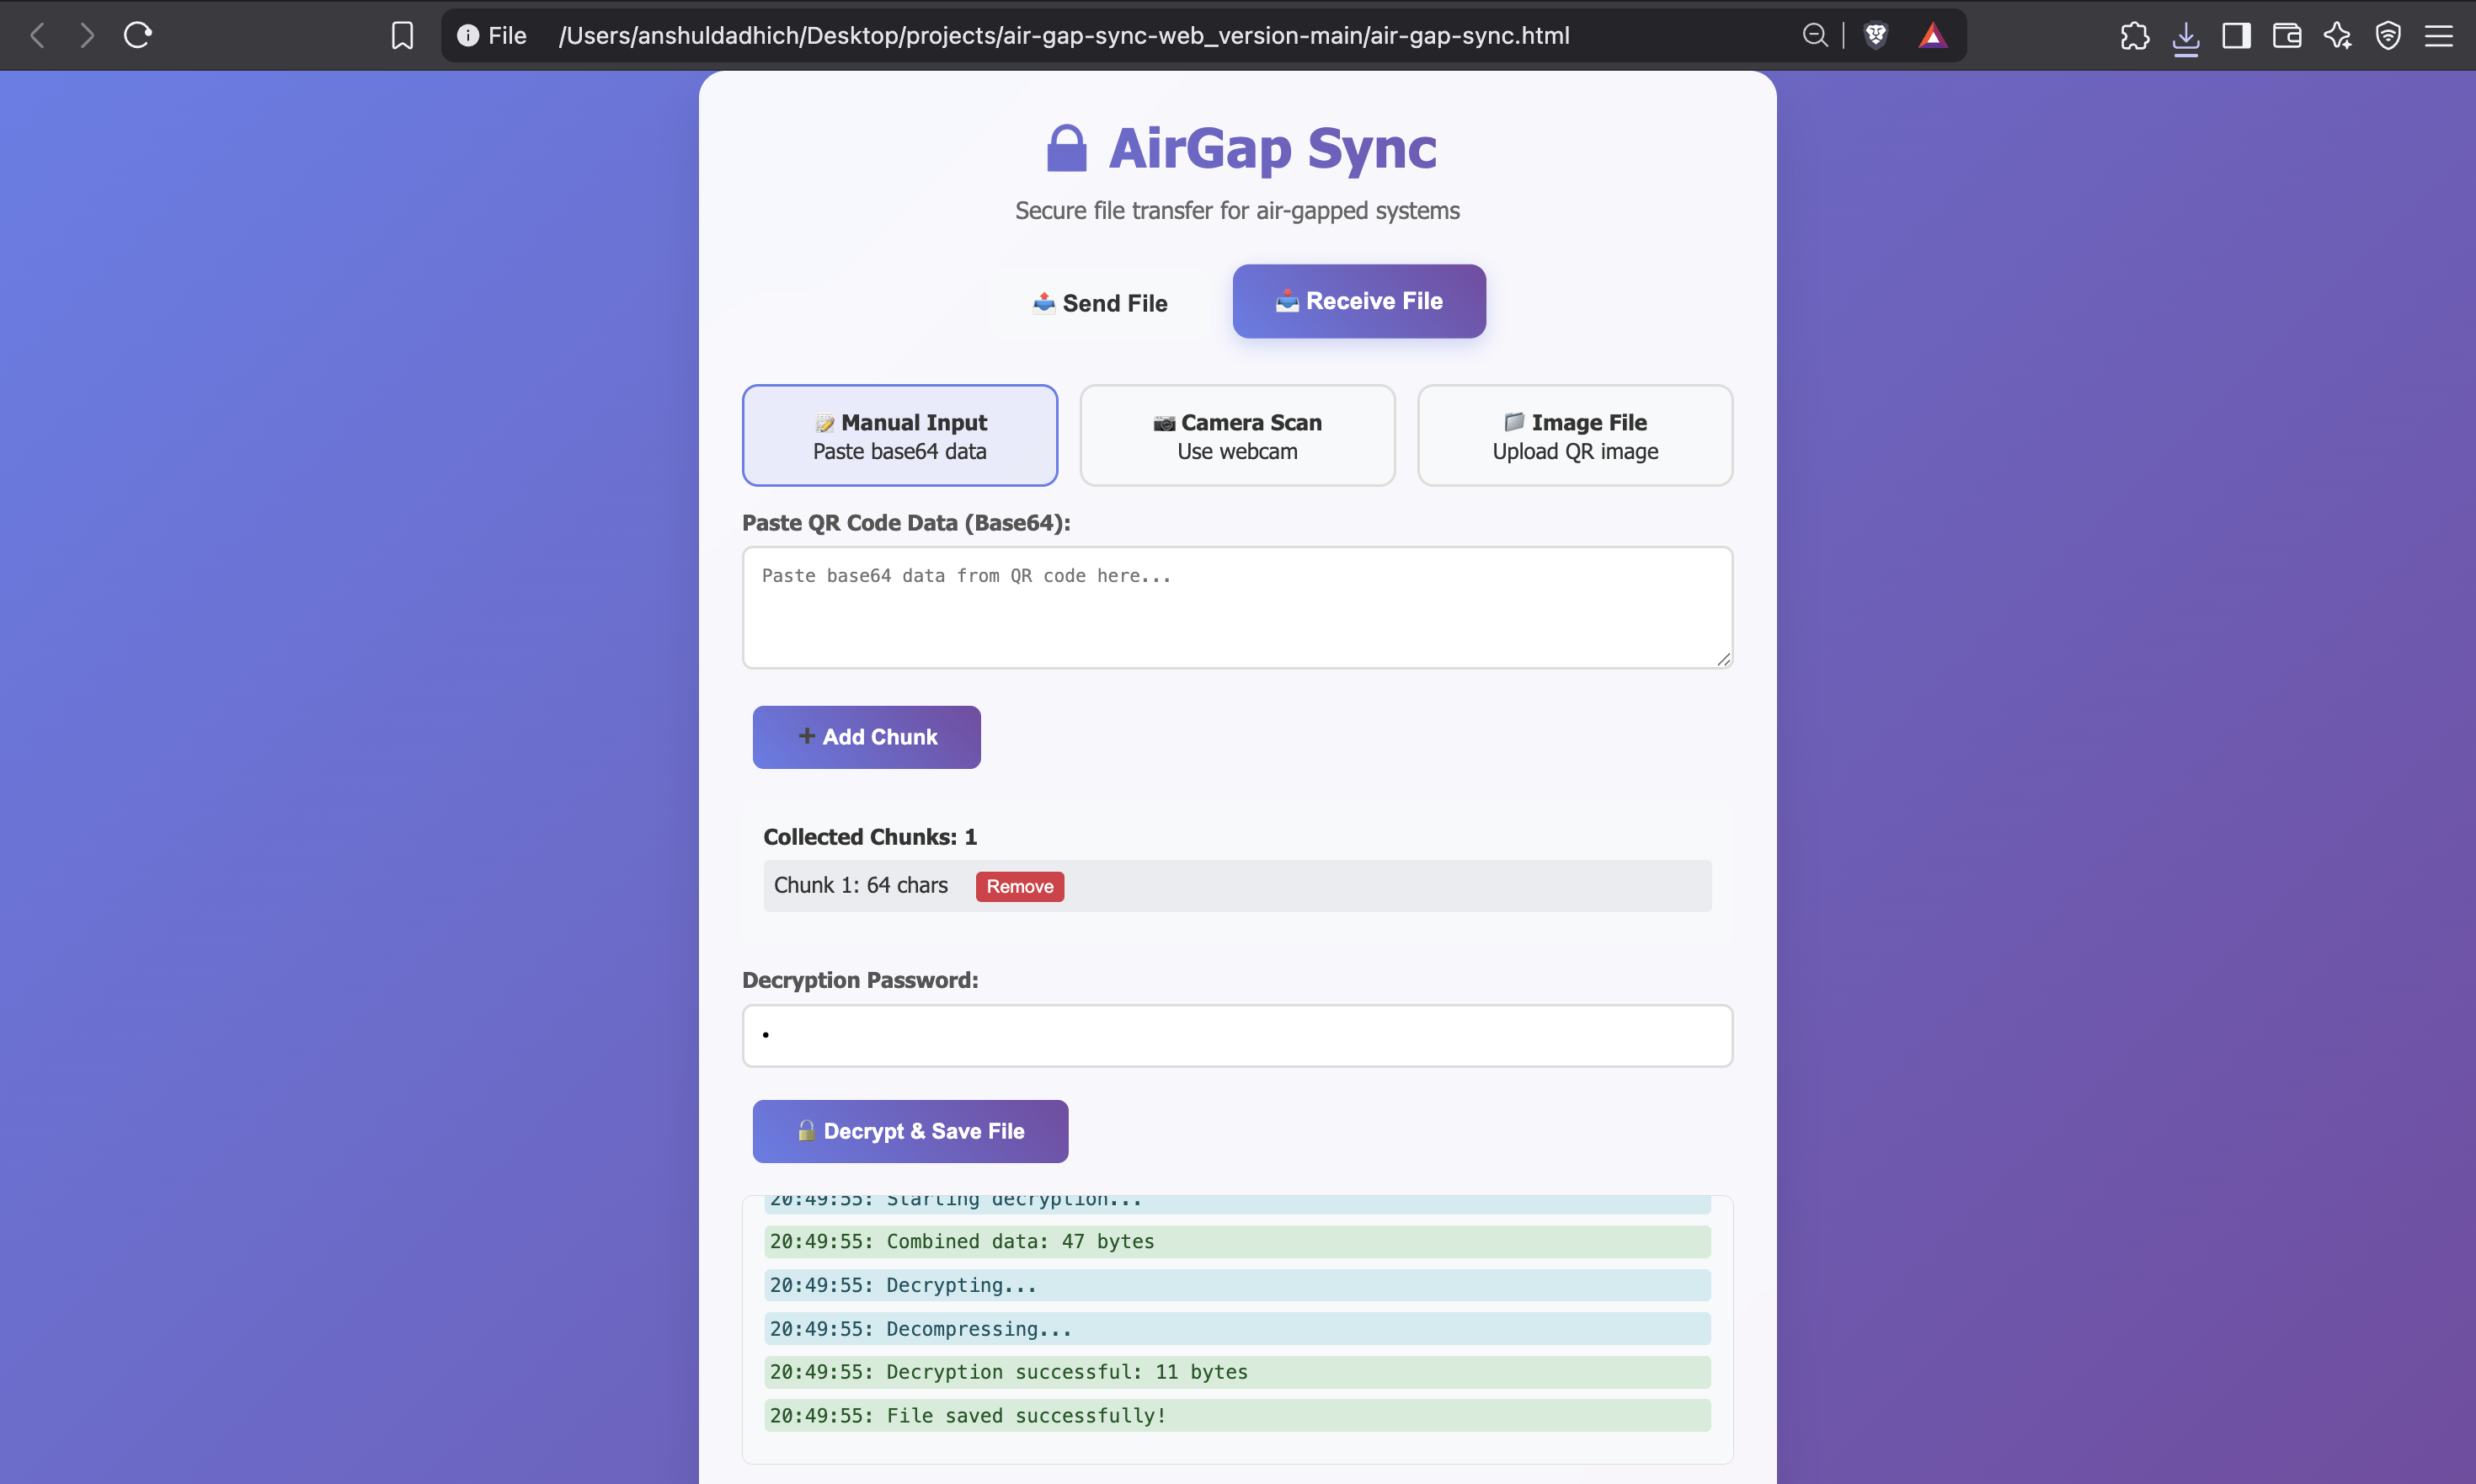 File /Users/anshuldadhich/Desktop/projects/air-gap-sync-web_version-main/air-gap-sync.html
AirGap Sync
Secure file transfer for air-gapped systems
Send File
Receive File
Manual Input
Paste base64 data
Camera Scan
Use webcam
Image File
Upload QR image
Paste QR Code Data (Base64):
Paste base64 data from QR code here...
Add Chunk
Collected Chunks: 1
Chunk 1: 64 chars
Remove
Decryption Password:
Decrypt & Save File
20:49:55: Starting decryption...
20:49:55: Combined data: 47 bytes
20:49:55: Decrypting...
20:49:55: Decompressing...
20:49:55: Decryption successful: 11 bytes
20:49:55: File saved successfully!